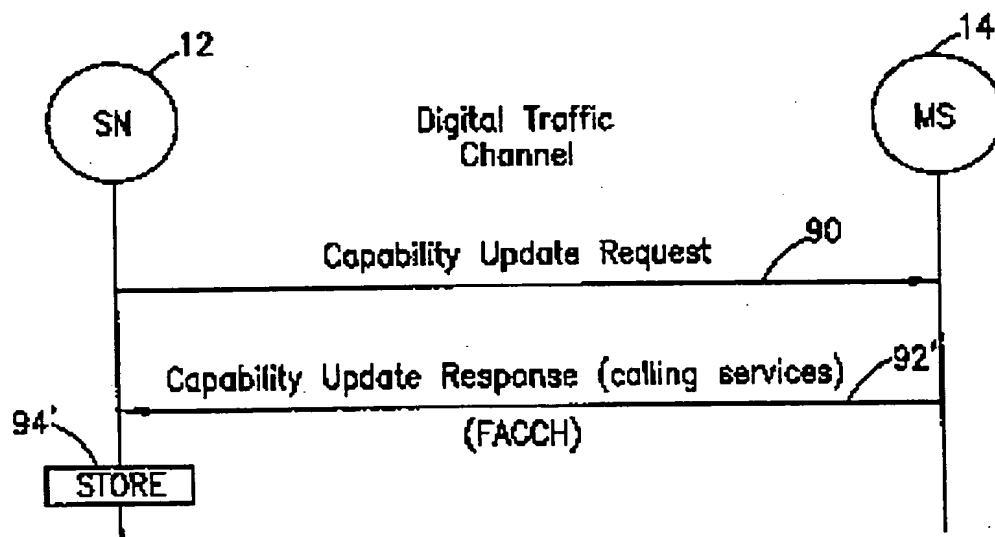 12
14
SN
MS
Digital Traffic
Channel
90
Capability Update Request
92'
Capability Update Response (calling services)
(FACCH)
94'
STORE